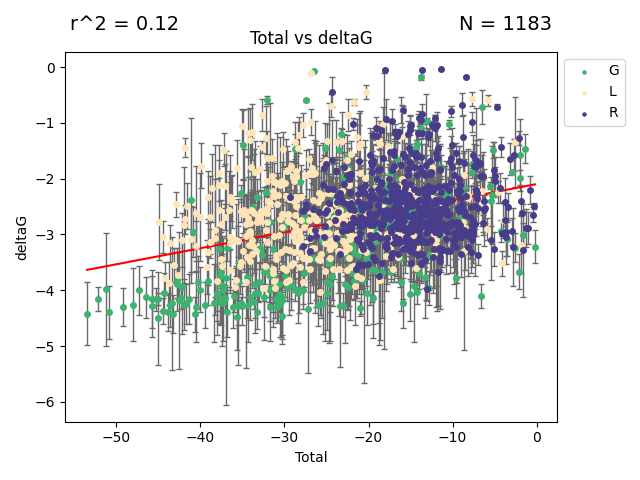 r^2 = 0.12
N = 1183
Total vs deltaG
G
L
R
deltaG
0
−1
−2
−3
−4
−5
−6
−50
−40
−30
−20
−10
0
Total